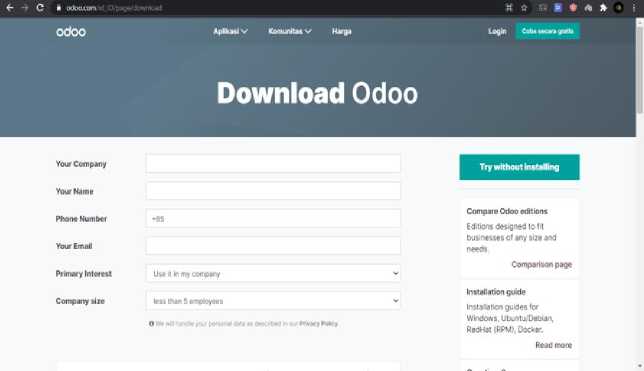 odoo.com/id_ID/page/download
odoo
Aplikasi
Komunitas
Harga
Login
Coba secara gratis
Download Odoo
Your Company
Your Name
Phone Number
+65
Your Email
Primary Interest
Use it in my company
Company size
less than 5 employees
We will handle your personal data as described in our Privacy Policy.
Try without installing
Compare Odoo editions
Editions designed to fit
businesses of any size and
needs.
Comparison page
Installation guide
Installation guides for
Windows, Ubuntu/Debian,
RedHat (RPM), Docker.
Read more